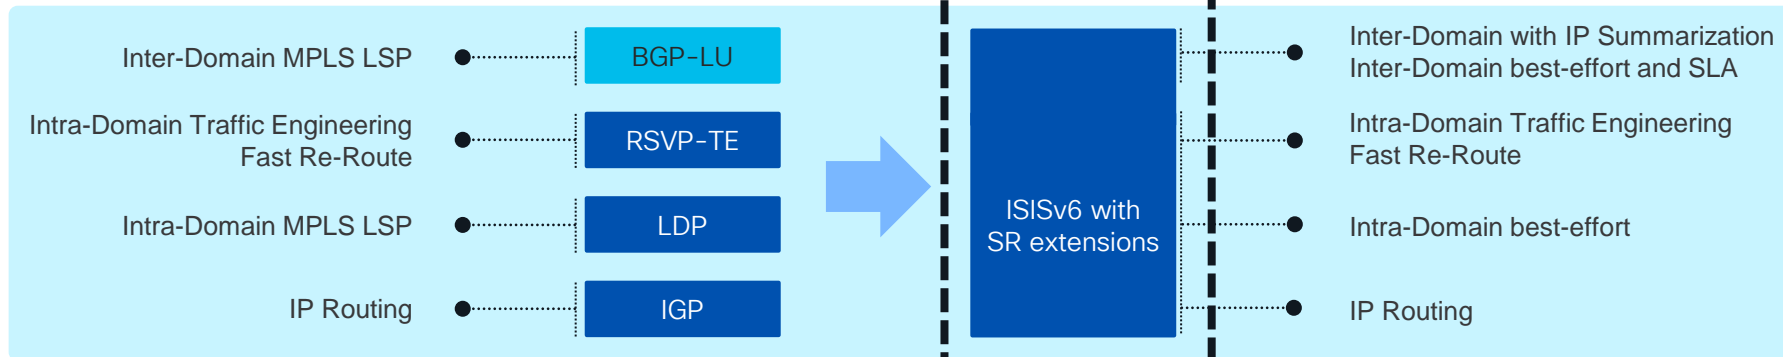 Inter-Domain MPLS LSP
BGP-LU
Intra-Domain Traffic Engineering
Fast Re-Route
RSVP-TE
Intra-Domain MPLS LSP
LDP
IP Routing
IGP
ISISv6 with
SR extensions
Inter-Domain with IP Summarization
Inter-Domain best-effort and SLA
Intra-Domain Traffic Engineering
Fast Re-Route
Intra-Domain best-effort
IP Routing